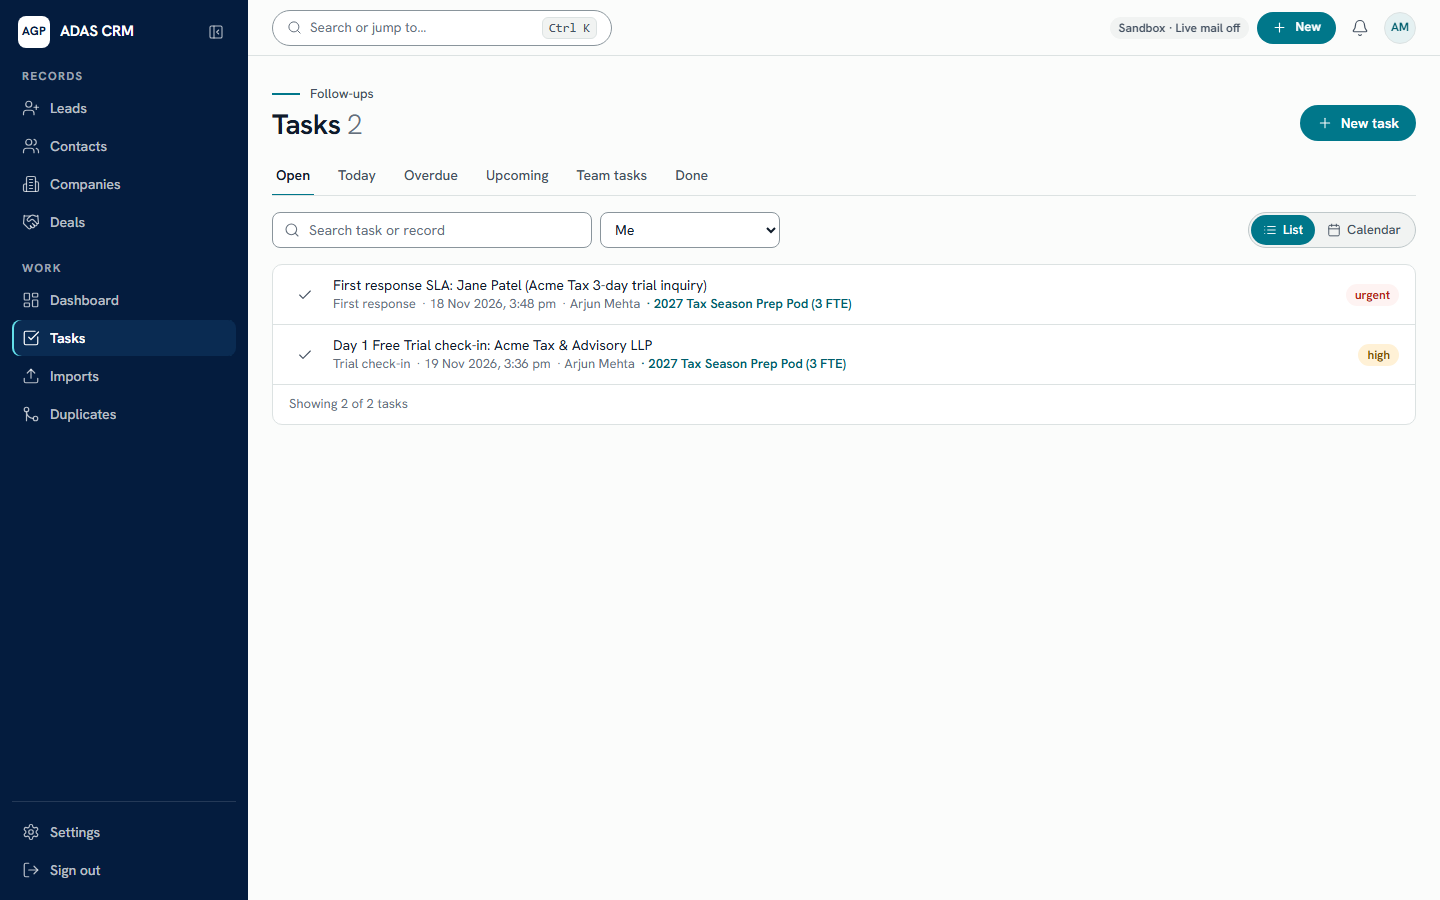 AGP ADAS CRM
RECORDS
Leads
Contacts
Companies
Deals
WORK
Dashboard
Tasks
Imports
Duplicates
Settings
Sign out
Search or jump to... Ctrl K
Sandbox · Live mail off
+ New
AM
Follow-ups
Tasks 2
+ New task
Open Today Overdue Upcoming Team tasks Done
Search task or record
Me
List Calendar
First response SLA: Jane Patel (Acme Tax 3-day trial inquiry)
First response · 18 Nov 2026, 3:48 pm · Arjun Mehta · 2027 Tax Season Prep Pod (3 FTE)
urgent
Day 1 Free Trial check-in: Acme Tax & Advisory LLP
Trial check-in · 19 Nov 2026, 3:36 pm · Arjun Mehta · 2027 Tax Season Prep Pod (3 FTE)
high
Showing 2 of 2 tasks